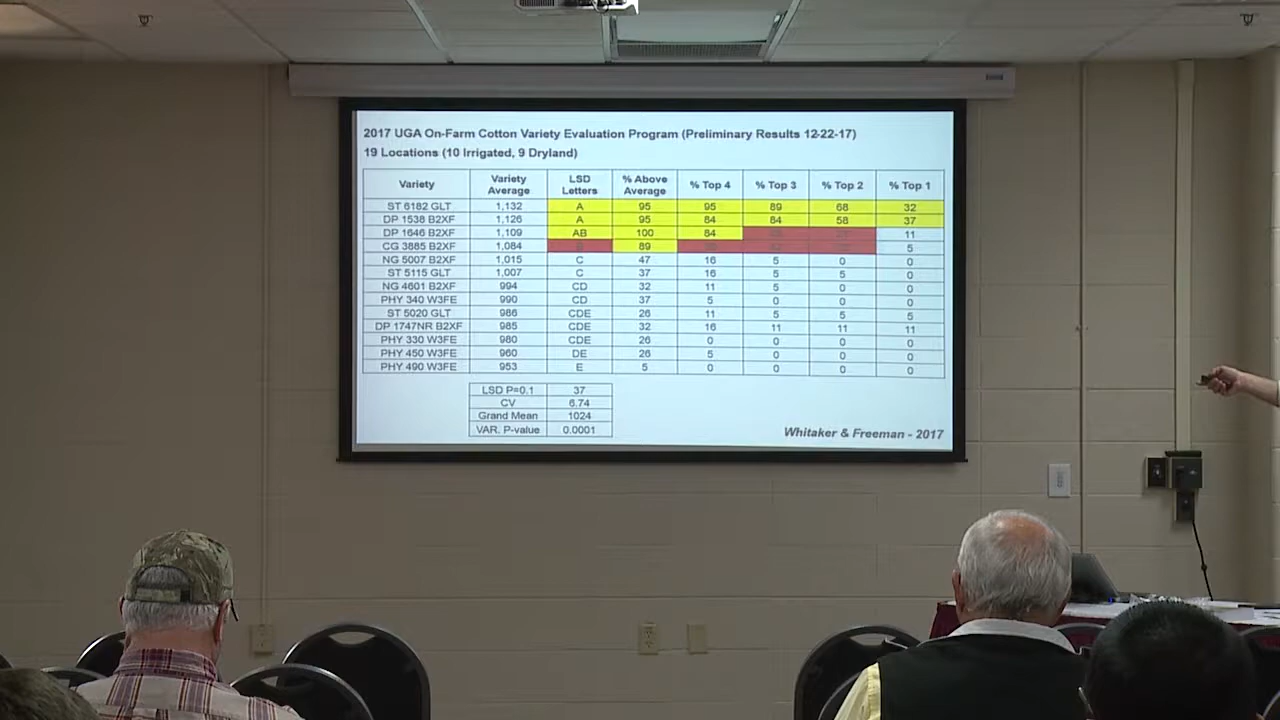 2017 UGA On-Farm Cotton Variety Evaluation Program (Preliminary Results 12-22-17)
19 Locations (10 Irrigated, 9 Dryland)
Variety Variety Average LSD Letters % Above Average % Top 4 % Top 3 % Top 2 % Top 1
ST 6182 GLT 1,132 A 95 95 89 68 32
DP 1538 B2XF 1,126 A 95 84 84 58 37
DP 1646 B2XF 1,109 AB 100 84 11
CG 3885 B2XF 1,084 B 89 5
NG 5007 B2XF 1,015 C 47 16 5 0 0
ST 5115 GLT 1,007 C 37 16 5 5 0
NG 4601 B2XF 994 CD 32 11 5 0 0
PHY 340 W3FE 990 CD 37 5 0 0 0
ST 5020 GLT 986 CDE 26 11 5 5 5
DP 1747NR B2XF 985 CDE 32 16 11 11 11
PHY 330 W3FE 980 CDE 26 0 0 0 0
PHY 450 W3FE 960 DE 26 5 0 0 0
PHY 490 W3FE 953 E 5 0 0 0 0
LSD P=0.1 37
CV 6.74
Grand Mean 1024
VAR. P-value 0.0001
Whitaker & Freeman - 2017